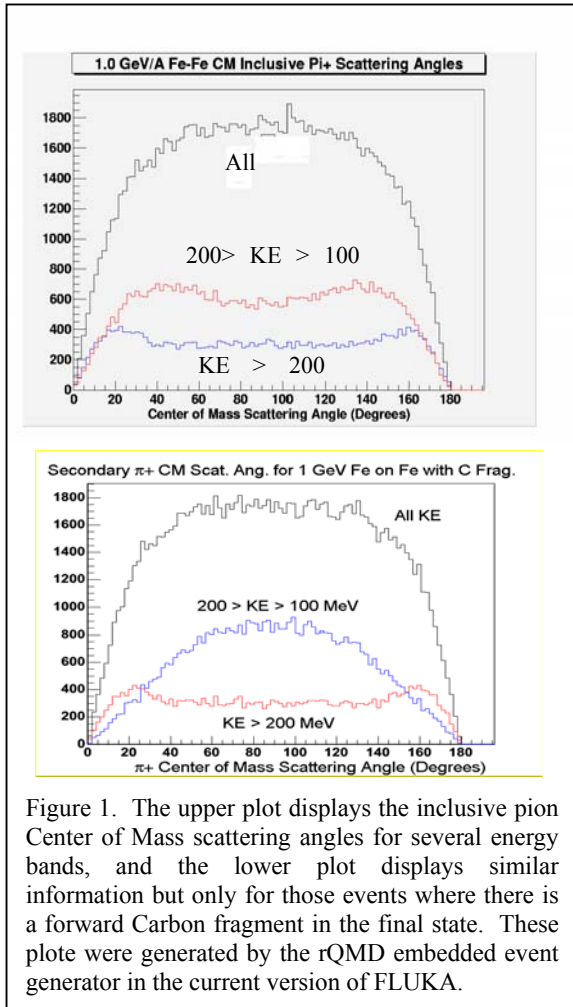 1.0 GeV/A Fe-Fe CM Inclusive Pi+ Scattering Angles
1800
1600
1400
1200
1000
800
600
400
200
0
All
200> KE > 100
KE > 200
0 20 40 60 80 100 120 140 160 180
Center of Mass Scattering Angle (Degrees)
Secondary π+ CM Scat. Ang. for 1 GeV Fe on Fe with C Frag.
1800
1600
1400
1200
1000
800
600
400
200
0
All KE
200 > KE > 100 MeV
KE > 200 MeV
0 20 40 60 80 100 120 140 160 180
π+ Center of Mass Scattering Angle (Degrees)
Figure 1. The upper plot displays the inclusive pion
Center of Mass scattering angles for several energy
bands, and the lower plot displays similar
information but only for those events where there is
a forward Carbon fragment in the final state. These
plote were generated by the rQMD embedded event
generator in the current version of FLUKA.